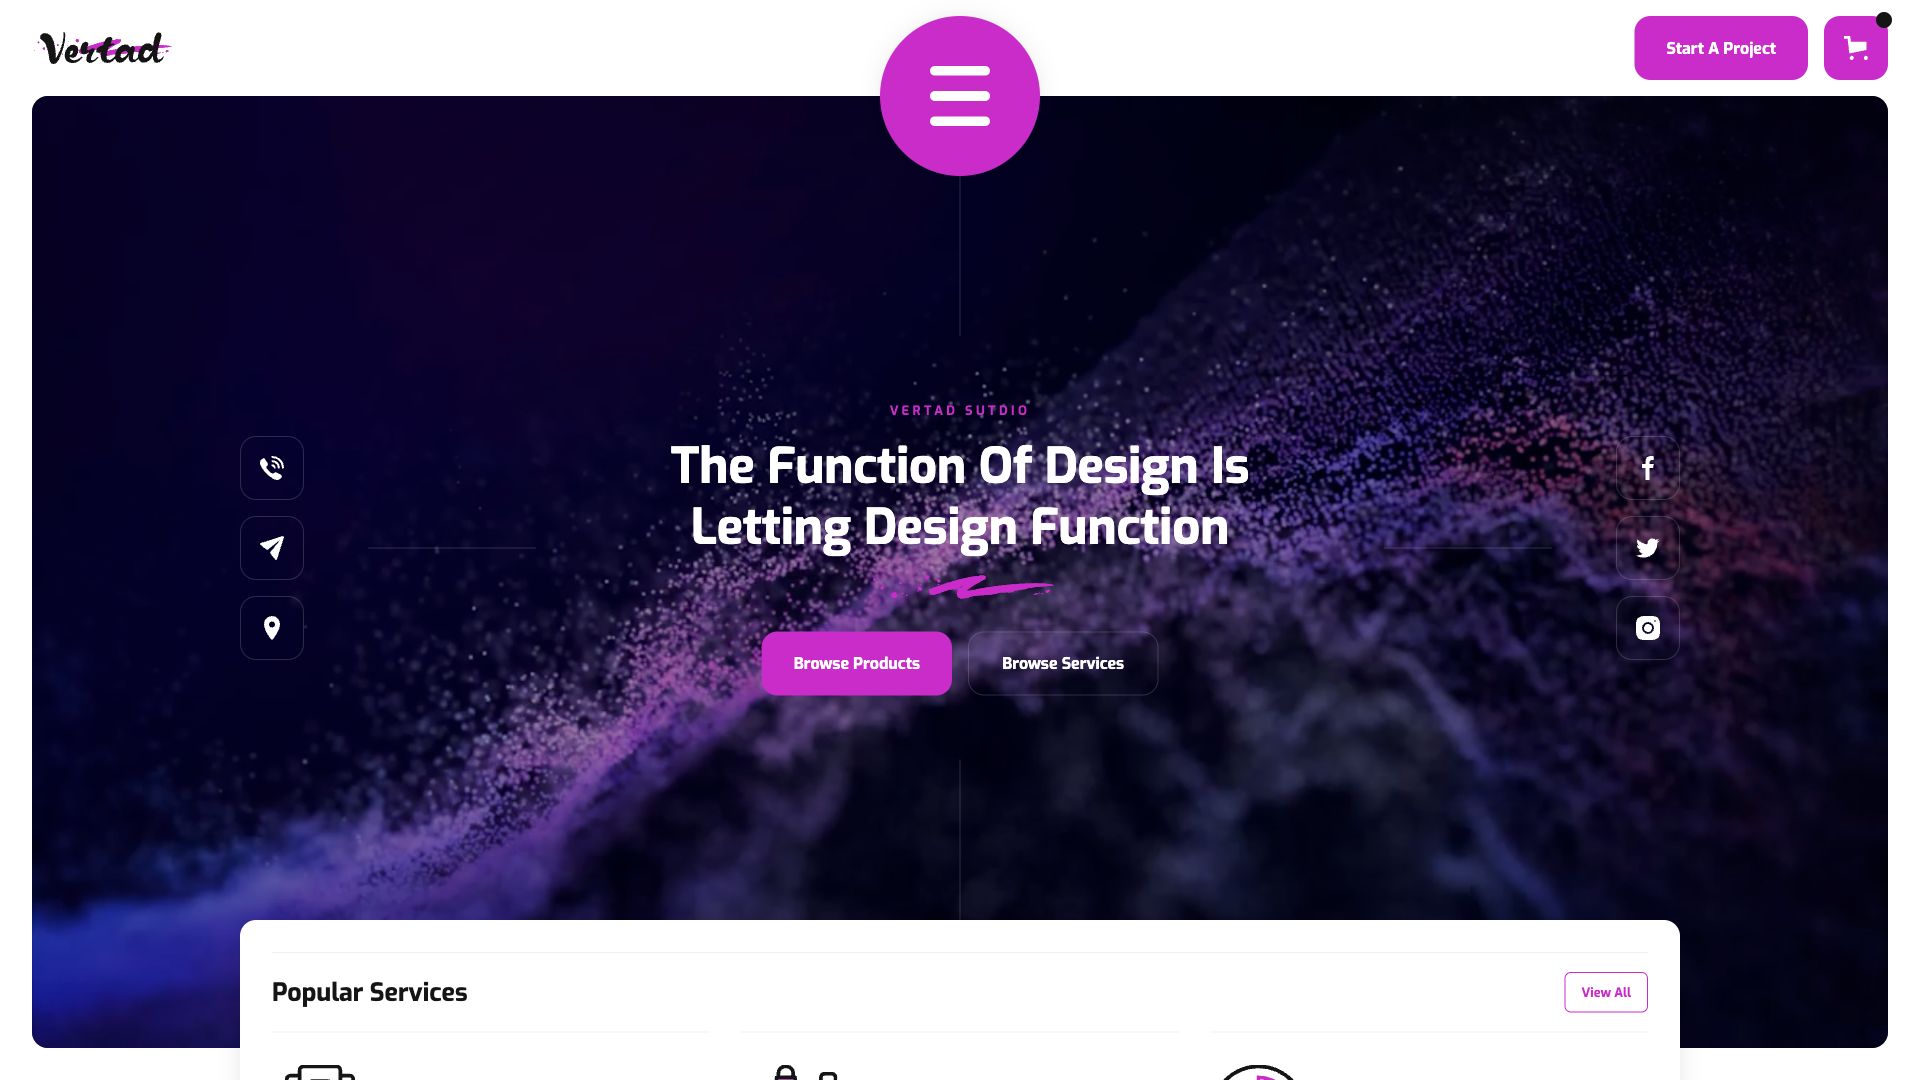 Vertad
Start A Project
VERTAD SUTDIO
The Function Of Design Is
Letting Design Function
Browse Products
Browse Services
Popular Services
View All